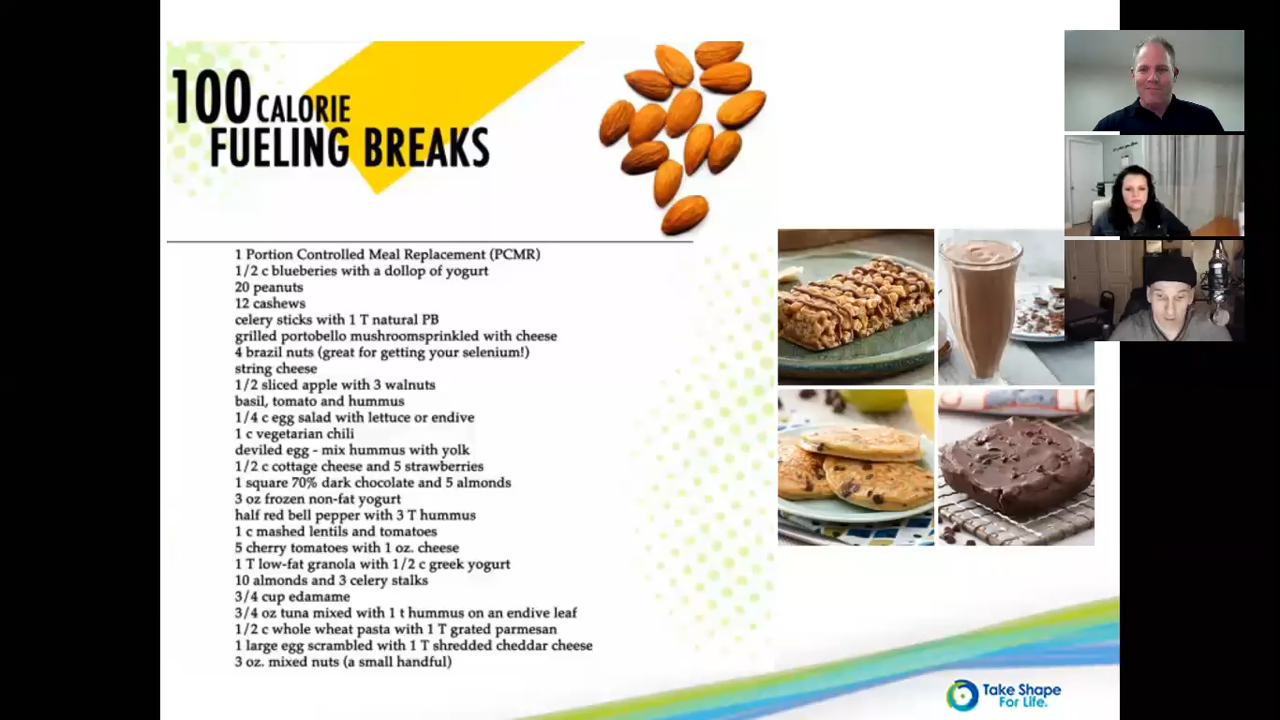 100 CALORIE
FUELING BREAKS
1 Portion Controlled Meal Replacement (PCMR)
1/2 c blueberies with a dollop of yogurt
20 peanuts
12 cashews
celery sticks with 1 T natural PB
grilled portobello mushroomsprinkled with cheese
4 brazil nuts (great for getting your selenium!)
string cheese
1/2 sliced apple with 3 walnuts
basil, tomato and hummus
1/4 c egg salad with lettuce or endive
1 c vegetarian chili
deviled egg - mix hummus with yolk
1/2 c cottage cheese and 5 strawberries
1 square 70% dark chocolate and 5 almonds
3 oz frozen non-fat yogurt
half red bell pepper with 3 T hummus
1 c mashed lentils and tomatoes
5 cherry tomatoes with 1 oz. cheese
1 T low-fat granola with 1/2 c greek yogurt
10 almonds and 3 celery stalks
3/4 cup edamame
3/4 oz tuna mixed with 1 t hummus on an endive leaf
1/2 c whole wheat pasta with 1 T grated parmesan
1 large egg scrambled with 1 T shredded cheddar cheese
3 oz. mixed nuts (a small handful)
Take Shape
For Life.